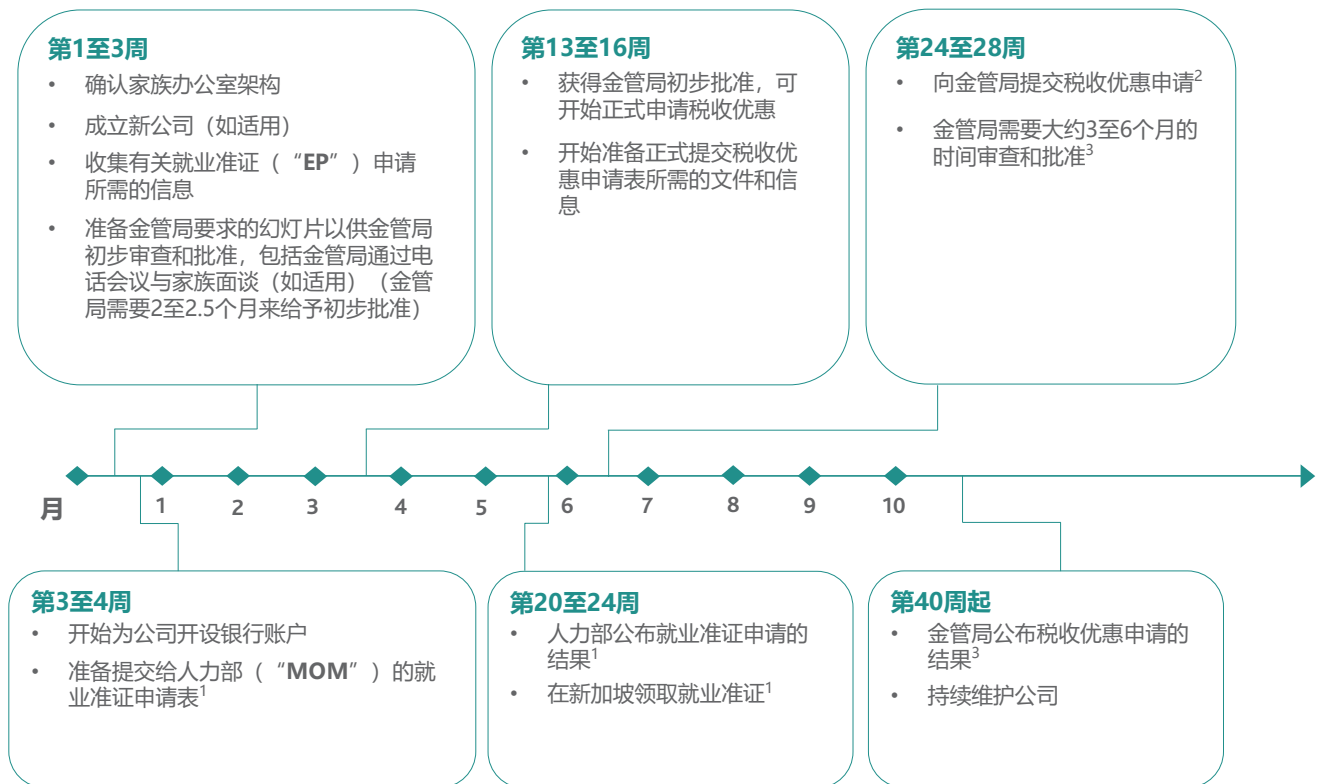 第1至3周
• 确认家族办公室架构
• 成立新公司（如适用）
• 收集有关就业准证（“EP”）申请
所需的信息
• 准备金管局要求的幻灯片以供金管局
初步审查和批准，包括金管局通过电
话会议与家族面谈（如适用）（金管
局需要2至2.5个月来给予初步批准）
第13至16周
• 获得金管局初步批准，可
开始正式申请税收优惠
• 开始准备正式提交税收优
惠申请表所需的文件和信
息
第24至28周
• 向金管局提交税收优惠申请²
• 金管局需要大约3至6个月的
时间审查和批准³
月 1 2 3 4 5 6 7 8 9 10
第3至4周
• 开始为公司开设银行账户
• 准备提交给人力部（“MOM”）的就
业准证申请表¹
第20至24周
• 人力部公布就业准证申请的
结果¹
• 在新加坡领取就业准证¹
第40周起
• 金管局公布税收优惠申请的
结果³
• 持续维护公司